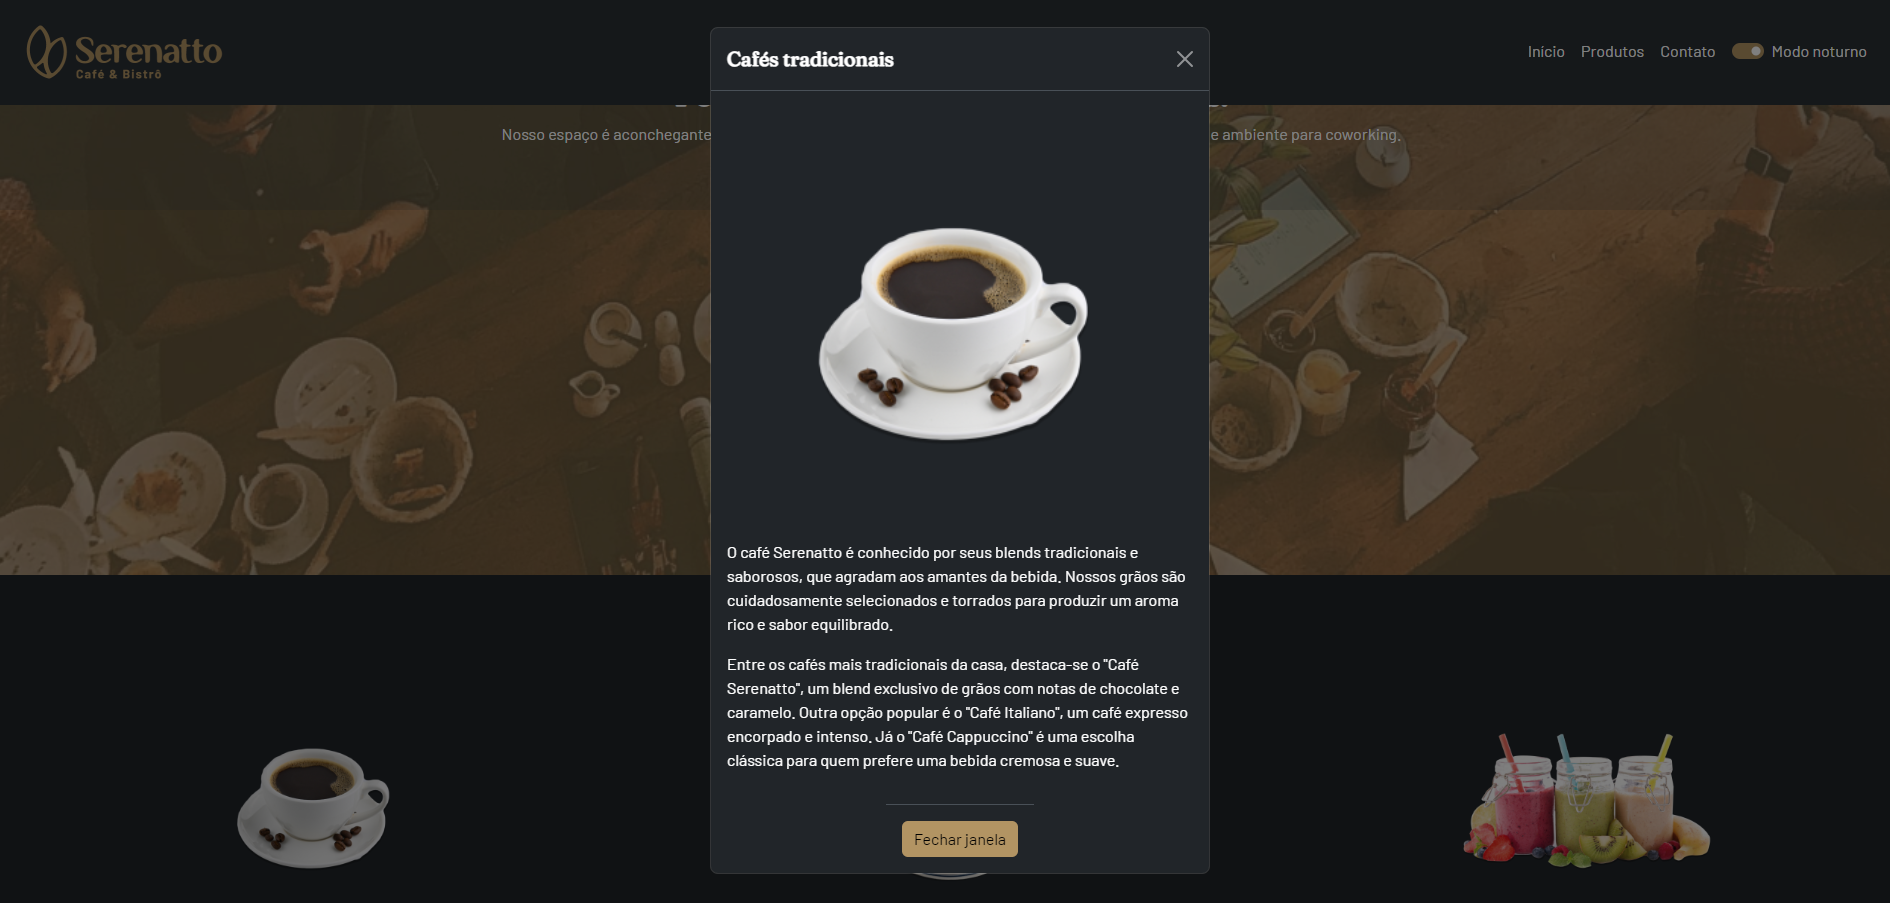 Serenatto
Café & Bistrô
Início
Produtos
Contato
Modo noturno
Nosso espaço é aconchegante
e ambiente para coworking.
Cafés tradicionais
O café Serenatto é conhecido por seus blends tradicionais e
saborosos, que agradam aos amantes da bebida. Nossos grãos são
cuidadosamente selecionados e torrados para produzir um aroma
rico e sabor equilibrado.
Entre os cafés mais tradicionais da casa, destaca-se o "Café
Serenatto", um blend exclusivo de grãos com notas de chocolate e
caramelo. Outra opção popular é o "Café Italiano", um café expresso
encorpado e intenso. Já o "Café Cappuccino" é uma escolha
clássica para quem prefere uma bebida cremosa e suave.
Fechar janela